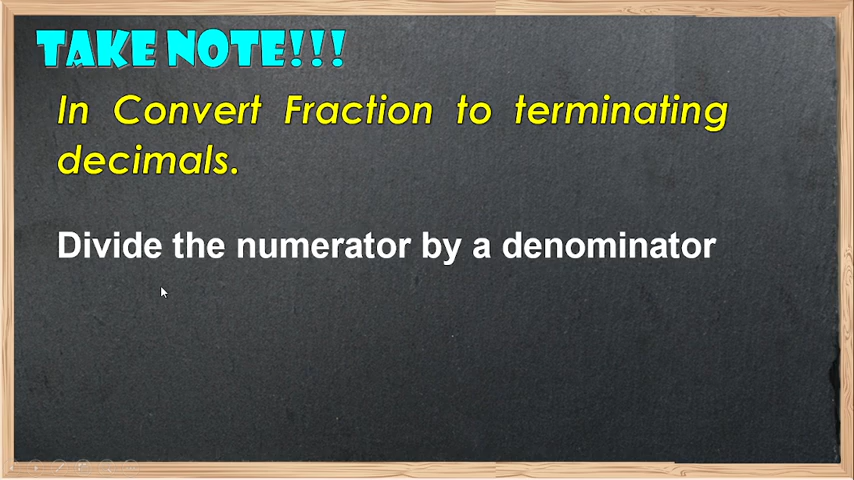 TAKE NOTE!!!
In Convert Fraction to terminating
decimals.
Divide the numerator by a denominator